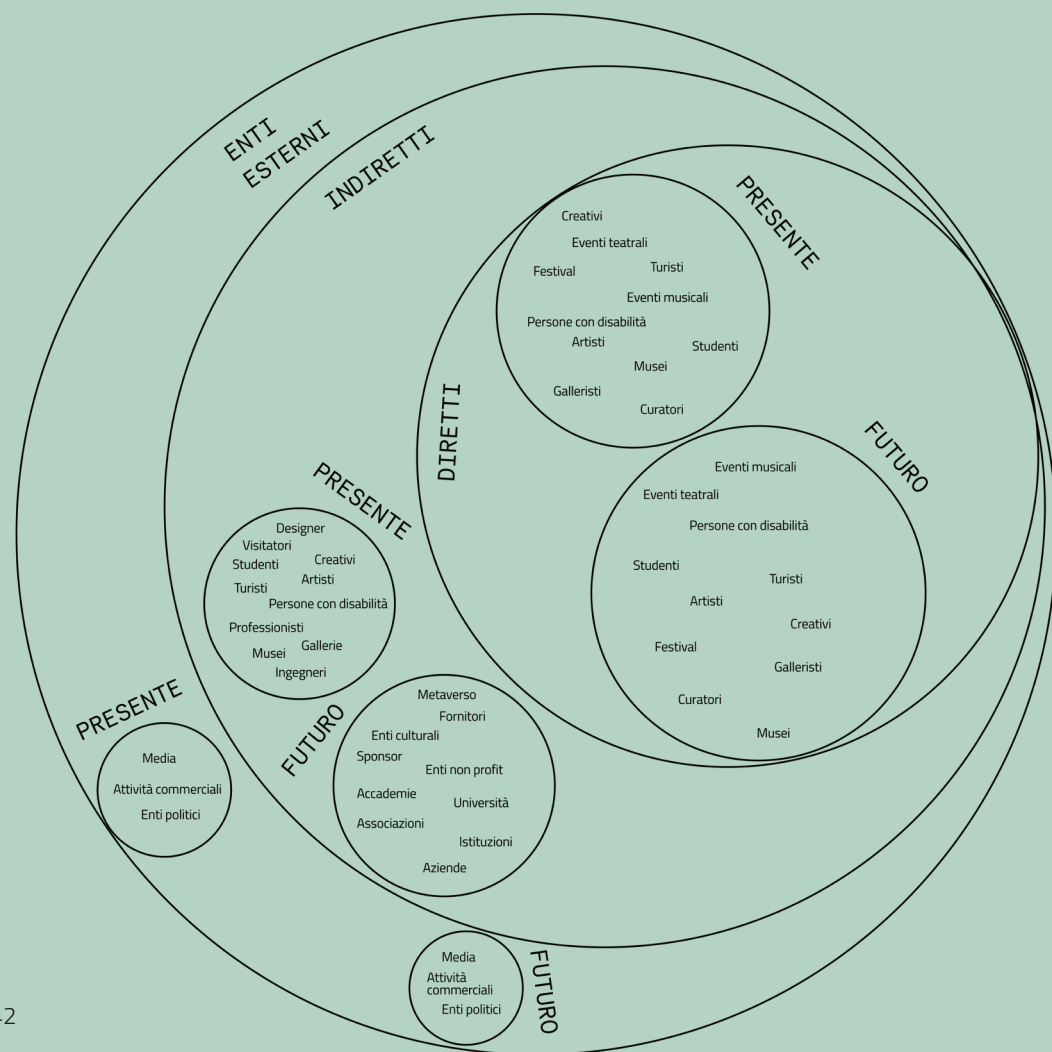 ENTI
ESTERNI
INDIRETTI
DIRETTI
PRESENTE
Creativi
Eventi teatrali
Festival
Turisti
Eventi musicali
Persone con disabilità
Artisti
Studenti
Musei
Galleristi
Curatori
FUTURO
Eventi musicali
Eventi teatrali
Persone con disabilità
Studenti
Turisti
Artisti
Creativi
Festival
Galleristi
Curatori
Musei
PRESENTE
Designer
Visitatori
Studenti
Creativi
Artisti
Turisti
Persone con disabilità
Professionisti
Musei
Gallerie
Ingegneri
FUTURO
Metaverso
Fornitori
Enti culturali
Sponsor
Enti non profit
Accademie
Università
Associazioni
Istituzioni
Aziende
PRESENTE
Media
Attività commerciali
Enti politici
FUTURO
Media
Attività
commerciali
Enti politici